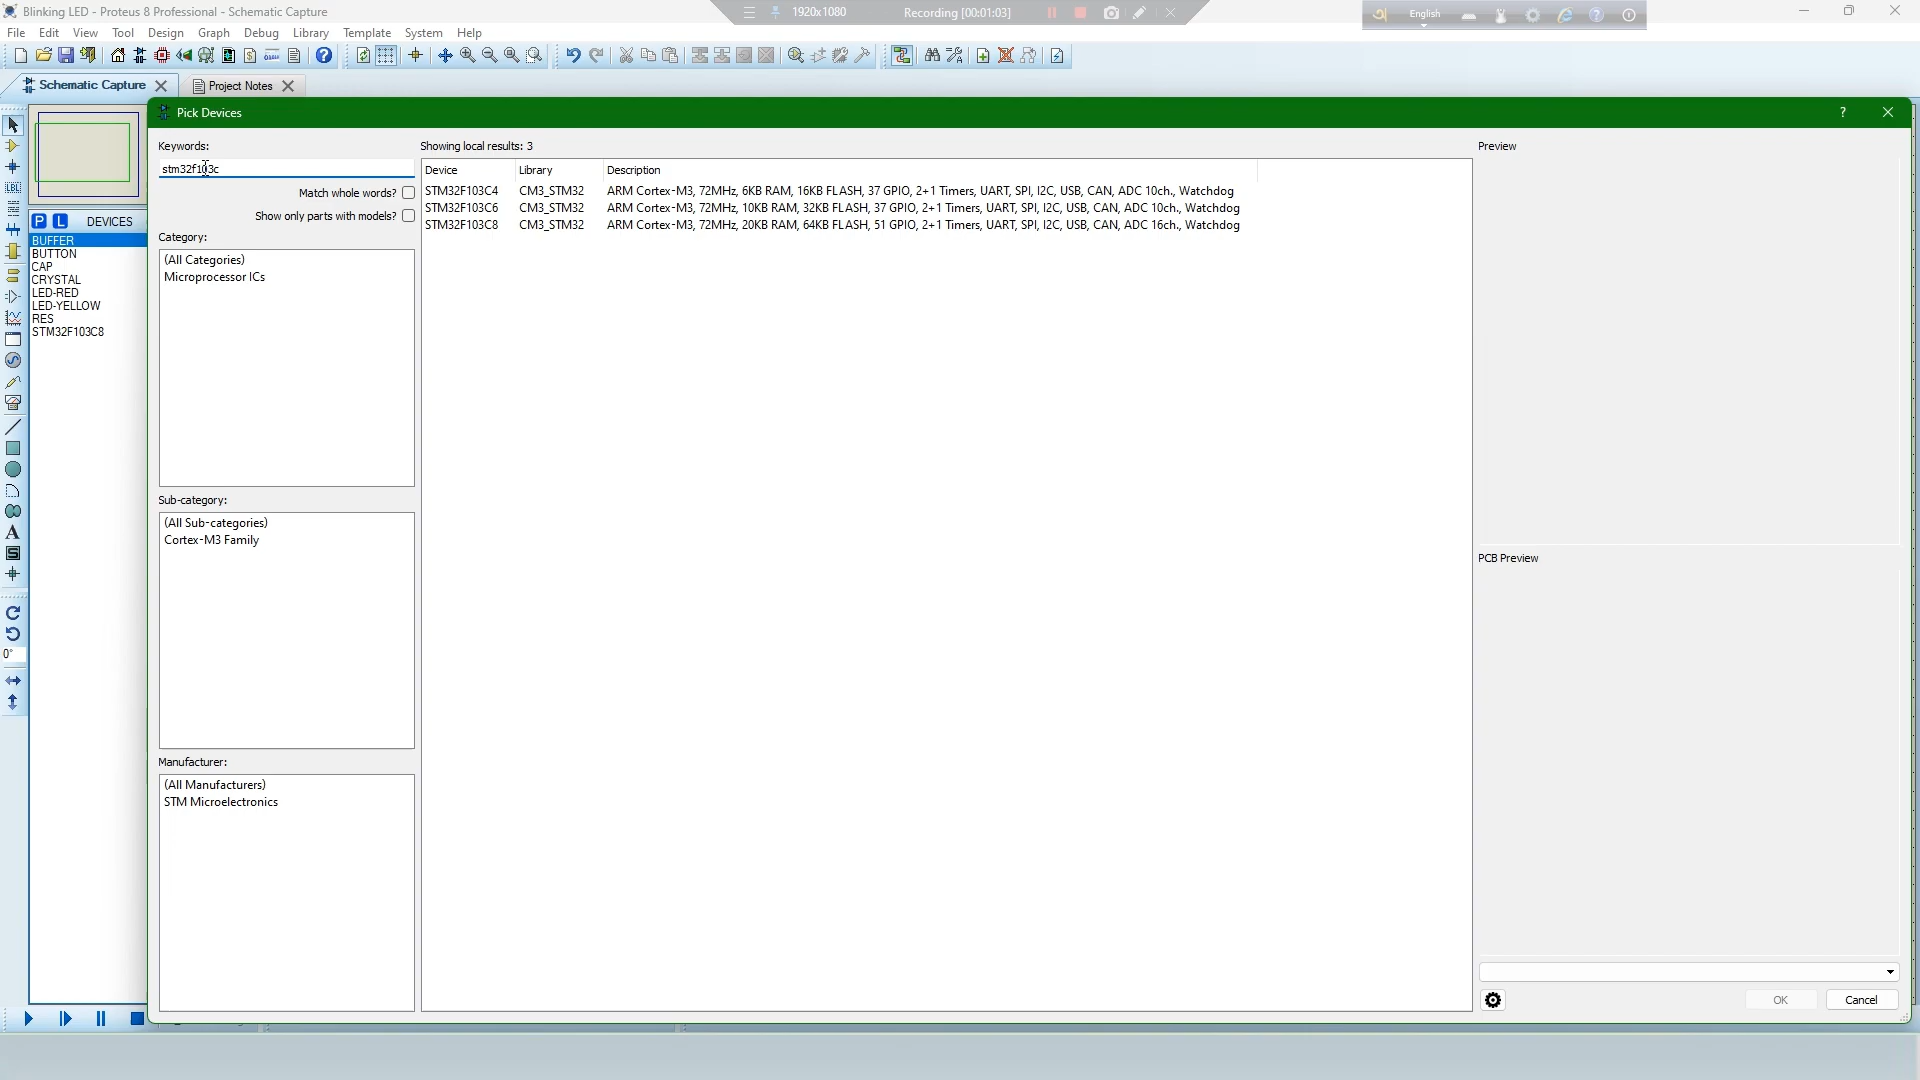 Blinking LED - Proteus 8 Professional - Schematic Capture
1920x1080
Recording [00:01:03]
English
File Edit View Tool Design Graph Debug Library Template System Help
Schematic Capture
Project Notes
Pick Devices
?
Keywords:
stm32f103c
Match whole words?
Show only parts with models?
Category:
(All Categories)
Microprocessor ICs
Sub-category:
(All Sub-categories)
Cortex-M3 Family
Manufacturer:
(All Manufacturers)
STM Microelectronics
Showing local results: 3
Device Library Description
STM32F103C4 CM3_STM32 ARM Cortex-M3, 72MHz, 6KB RAM, 16KB FLASH, 37 GPIO, 2+1 Timers, UART, SPI, I2C, USB, CAN, ADC 10ch., Watchdog
STM32F103C6 CM3_STM32 ARM Cortex-M3, 72MHz, 10KB RAM, 32KB FLASH, 37 GPIO, 2+1 Timers, UART, SPI, I2C, USB, CAN, ADC 10ch., Watchdog
STM32F103C8 CM3_STM32 ARM Cortex-M3, 72MHz, 20KB RAM, 64KB FLASH, 51 GPIO, 2+1 Timers, UART, SPI, I2C, USB, CAN, ADC 16ch., Watchdog
Preview
PCB Preview
OK
Cancel
P L DEVICES
BUFFER
BUTTON
CAP
CRYSTAL
LED-RED
LED-YELLOW
RES
STM32F103C8
LBL
A
S
0°